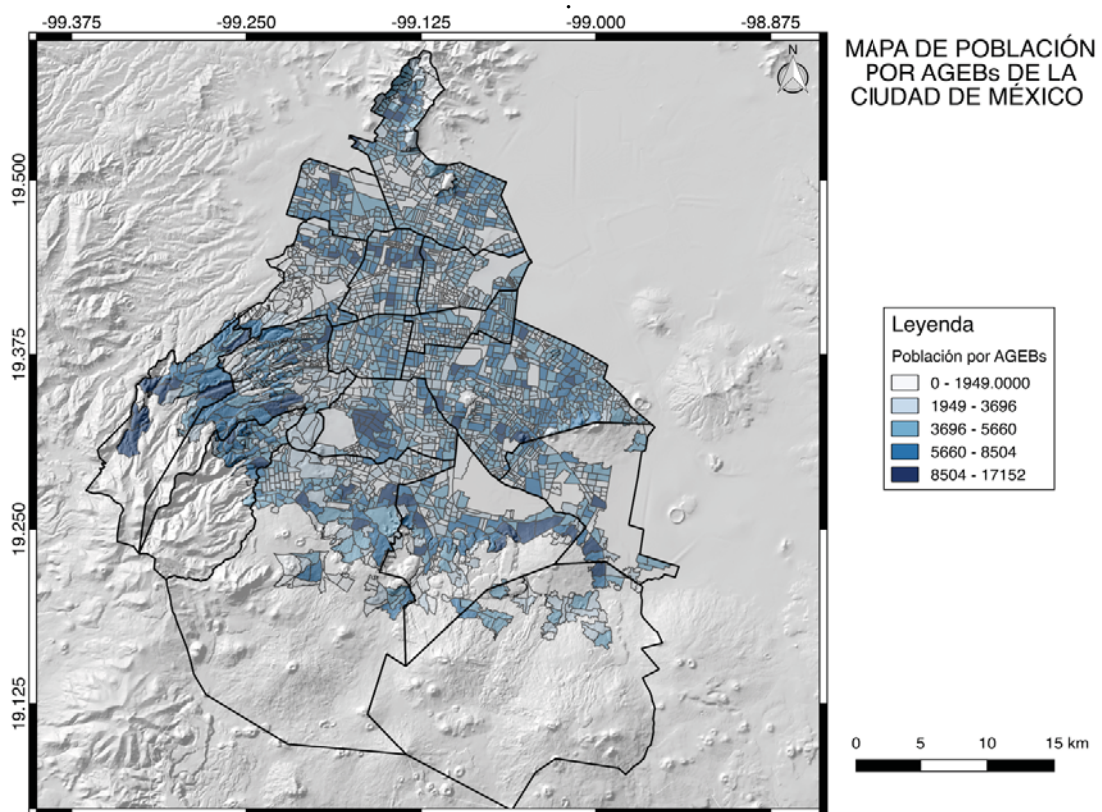 -99.375 -99.250 -99.125 -99.000 -98.875
N
19.500
19.375
19.250
19.125
MAPA DE POBLACIÓN
POR AGEBs DE LA
CIUDAD DE MÉXICO
Leyenda
Población por AGEBs
0 - 1949.0000
1949 - 3696
3696 - 5660
5660 - 8504
8504 - 17152
0 5 10 15 km